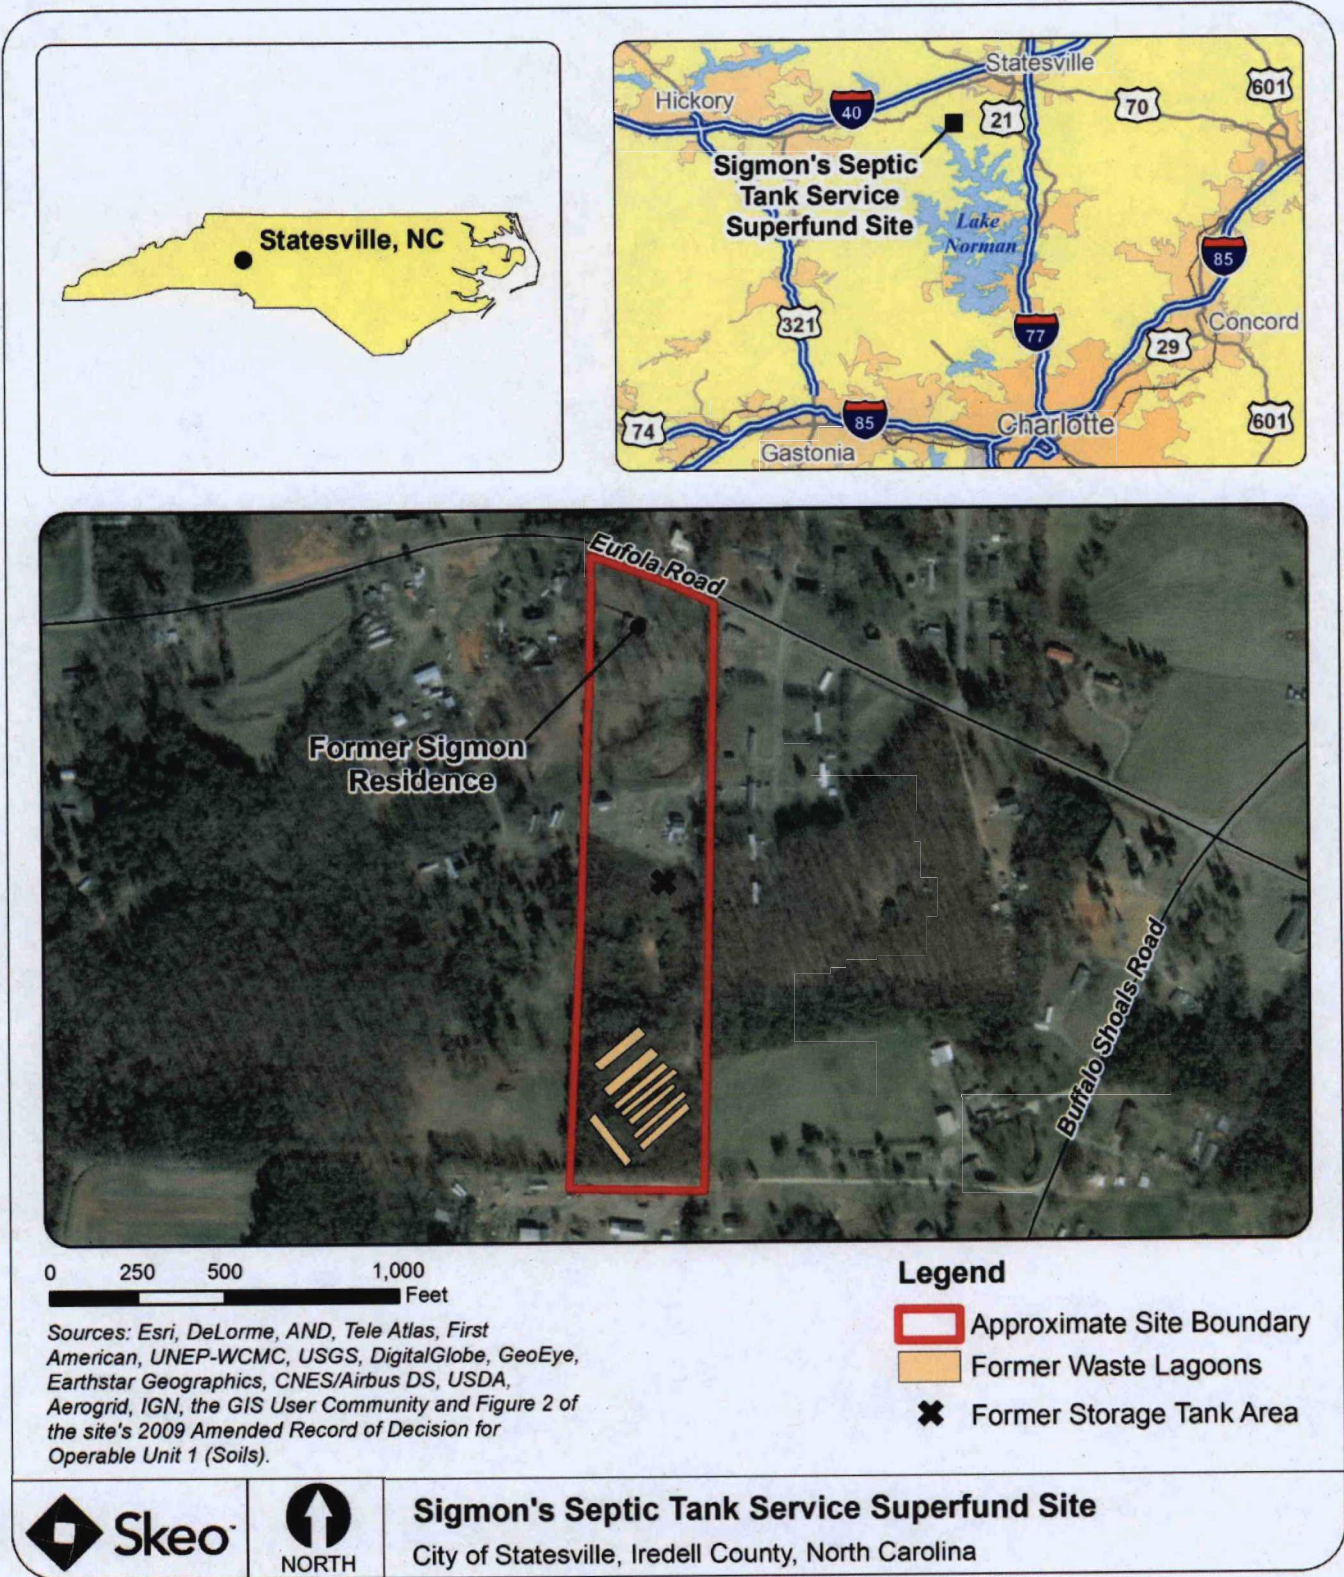 Statesville, NC
Statesville
Hickory
40
21
70
601
Sigmon's Septic
Tank Service
Superfund Site
Lake
Norman
85
321
77
29
Concord
74
85
Charlotte
601
Gastonia
Eufola Road
Former Sigmon
Residence
Buffalo Shoals Road
0 250 500 1,000
Feet
Sources: Esri, DeLorme, AND, Tele Atlas, First
American, UNEP-WCMC, USGS, DigitalGlobe, GeoEye,
Earthstar Geographics, CNES/Airbus DS, USDA,
Aerogrid, IGN, the GIS User Community and Figure 2 of
the site's 2009 Amended Record of Decision for
Operable Unit 1 (Soils).
Legend
Approximate Site Boundary
Former Waste Lagoons
Former Storage Tank Area
Skeo
NORTH
Sigmon's Septic Tank Service Superfund Site
City of Statesville, Iredell County, North Carolina